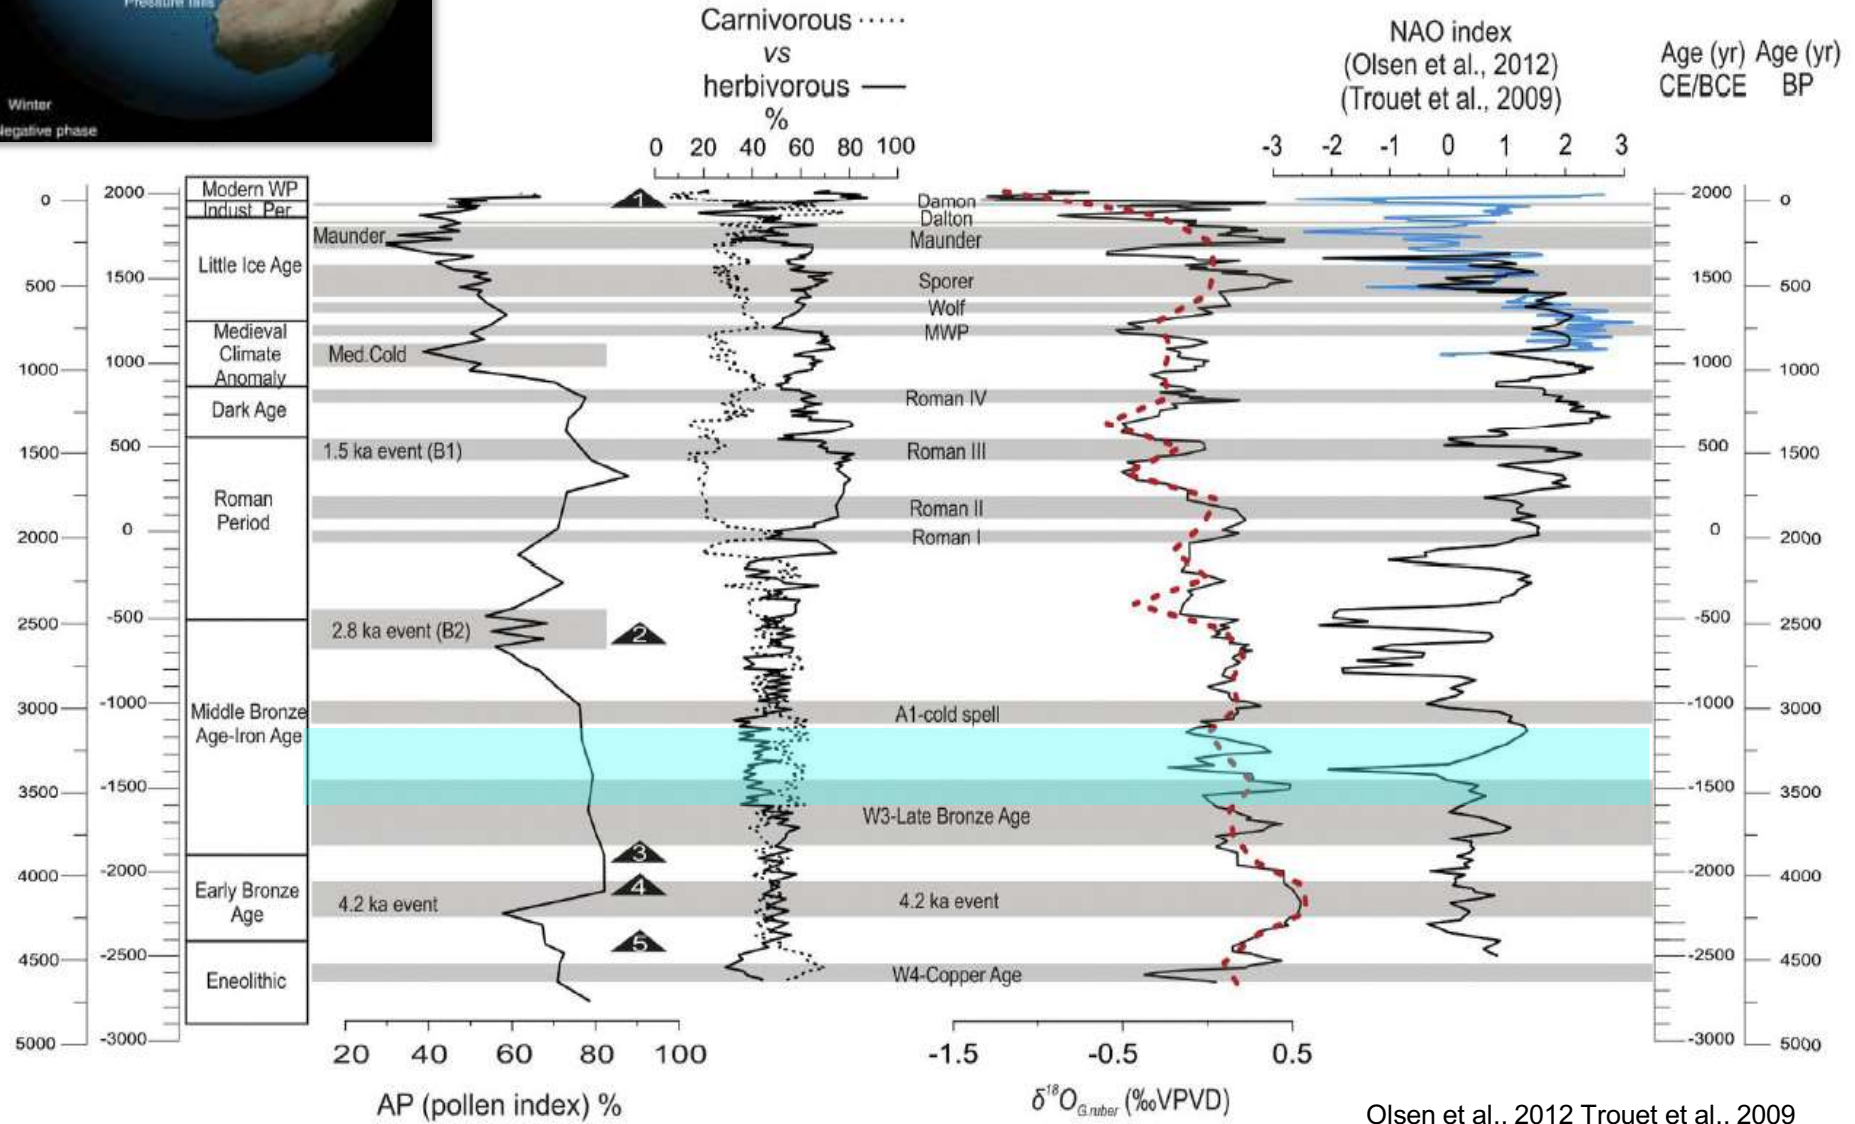 Pressure falls
Winter
Negative phase
Carnivorous
vs
herbivorous
%
0 20 40 60 80 100
NAO index
(Olsen et al., 2012)
(Trouet et al., 2009)
-3 -2 -1 0 1 2 3
Age (yr) Age (yr)
CE/BCE BP
0
500
1000
1500
2000
2500
3000
3500
4000
4500
5000
2000
1500
1000
500
0
-500
-1000
-1500
-2000
-2500
-3000
Modern WP
Indust. Per.
Little Ice Age
Medieval
Climate
Anomaly
Dark Age
Roman
Period
Middle Bronze
Age-Iron Age
Early Bronze
Age
Eneolithic
Maunder
Med.Cold
1.5 ka event (B1)
2.8 ka event (B2)
4.2 ka event
1
2
3
4
5
Damon
Dalton
Maunder
Sporer
Wolf
MWP
Roman IV
Roman III
Roman II
Roman I
A1-cold spell
W3-Late Bronze Age
4.2 ka event
W4-Copper Age
2000
1500
1000
500
0
-500
-1000
-1500
-2000
-2500
-3000
0
500
1000
1500
2000
2500
3000
3500
4000
4500
5000
20 40 60 80 100
AP (pollen index) %
-1.5 -0.5 0.5
δ18O G.ruber (‰VPVD)
Olsen et al., 2012 Trouet et al., 2009